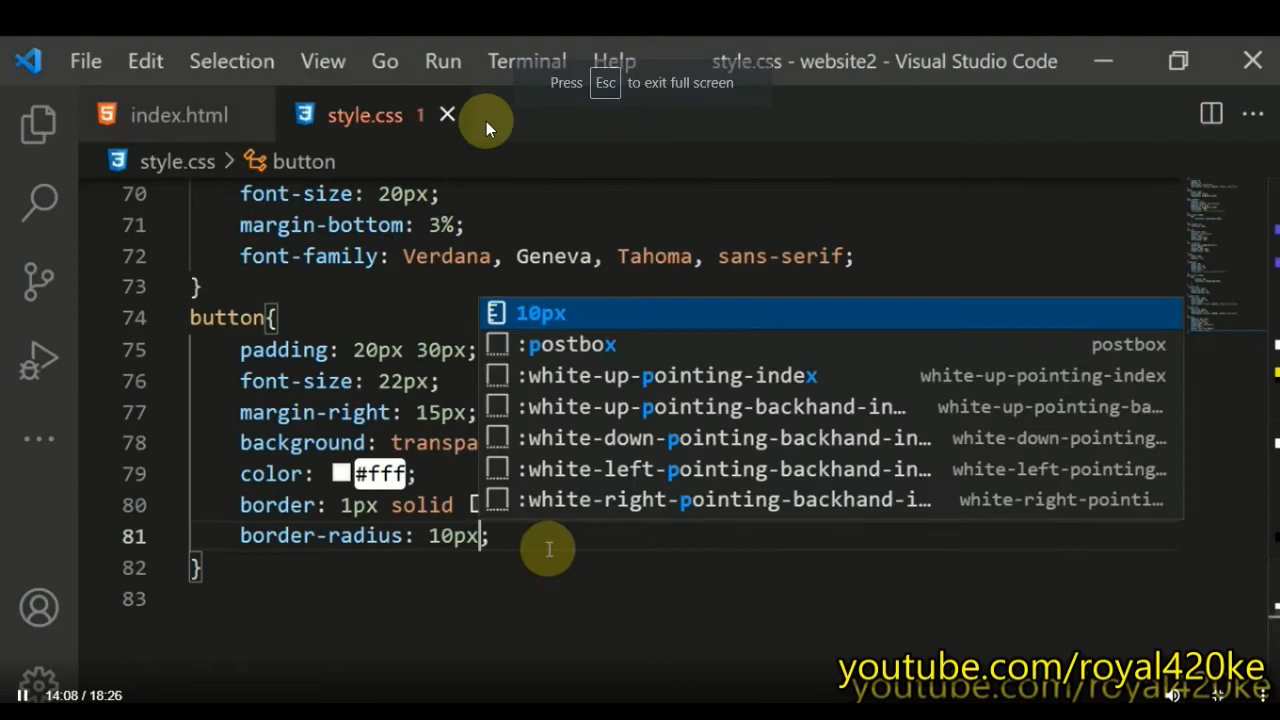 File Edit Selection View Go Run Terminal Help style.css - website2 - Visual Studio Code
Press Esc to exit full screen
index.html style.css 1
style.css > button
70 font-size: 20px;
71 margin-bottom: 3%;
72 font-family: Verdana, Geneva, Tahoma, sans-serif;
73 }
74 button{
75 padding: 20px 30px;
76 font-size: 22px;
77 margin-right: 15px;
78 background: transpa
79 color: #fff;
80 border: 1px solid
81 border-radius: 10px;
82 }
83
10px
:postbox postbox
:white-up-pointing-index white-up-pointing-index
:white-up-pointing-backhand-in… white-up-pointing-ba…
:white-down-pointing-backhand-in… white-down-pointing…
:white-left-pointing-backhand-in… white-left-pointing…
:white-right-pointing-backhand-i… white-right-pointi…
youtube.com/royal420ke
youtube.com/royal420ke
14:08 / 18:26